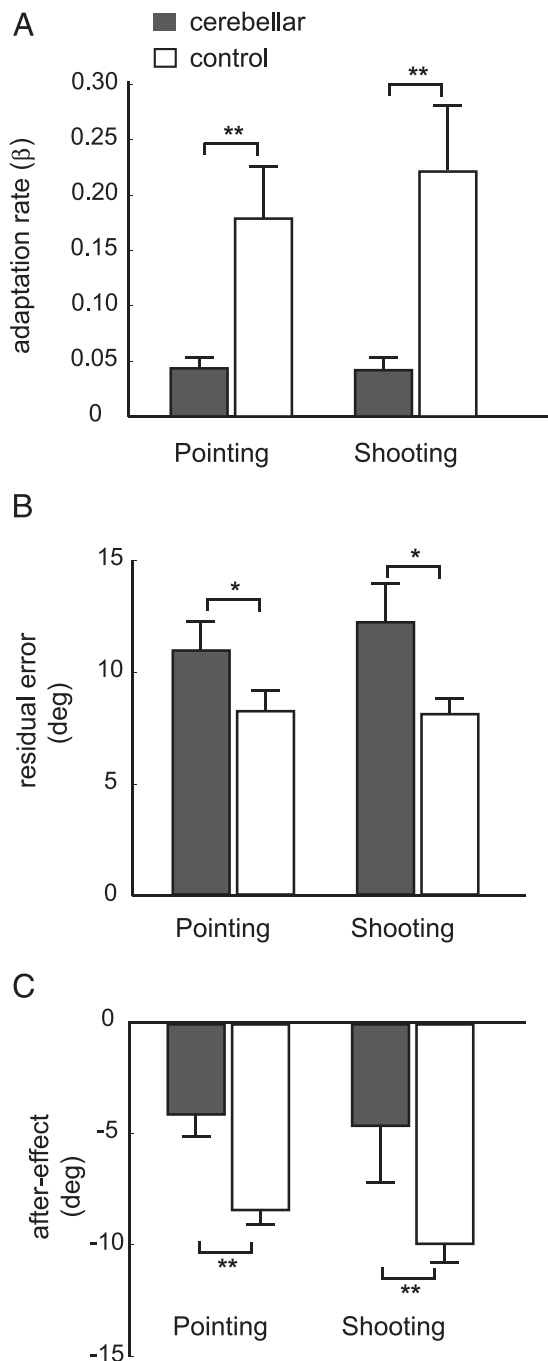 A
cerebellar
control
adaptation rate (β)
0.30
0.25
0.20
0.15
0.10
0.05
0
**
**
Pointing Shooting
B
residual error
(deg)
15
10
5
0
*
*
Pointing Shooting
C
after-effect
(deg)
0
-5
-10
-15
**
**
Pointing Shooting